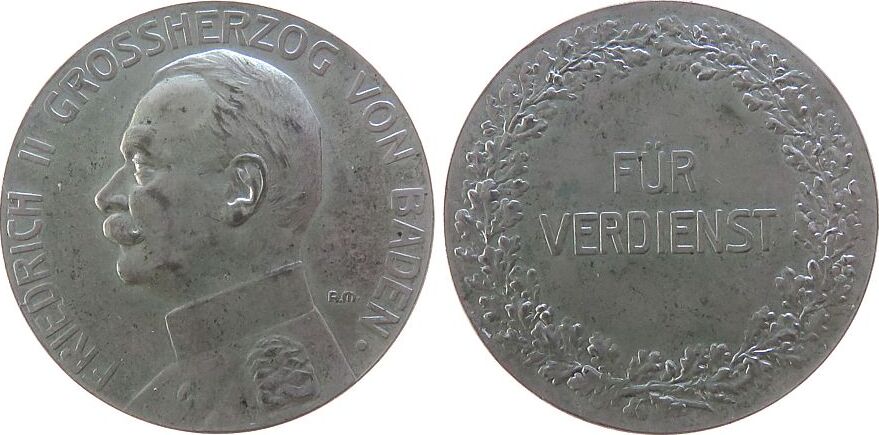 FRIEDRICH II GROSSHERZOG VON BADEN ·
R.M.
FÜR
VERDIENST